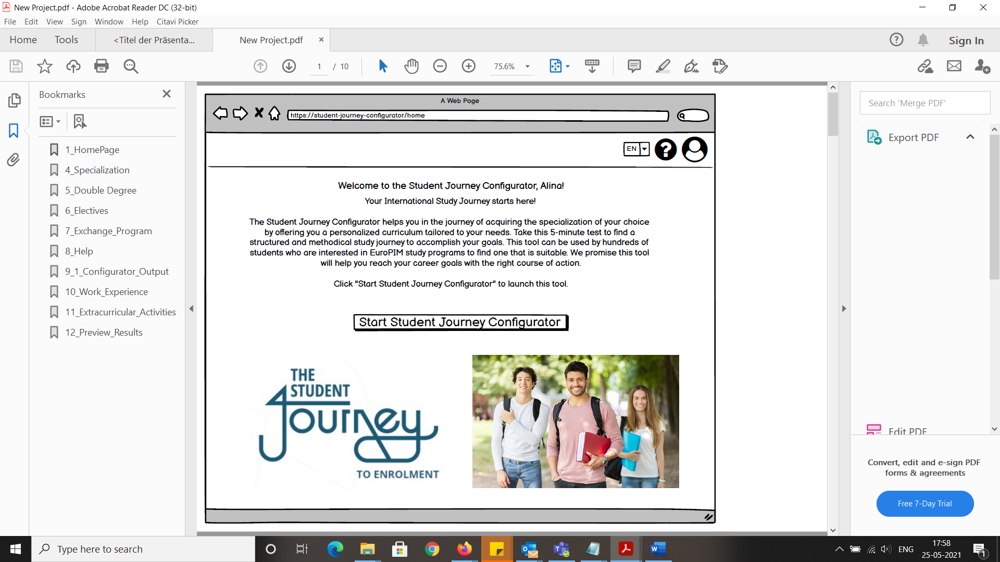 New Project.pdf - Adobe Acrobat Reader DC (32-bit)
File Edit View Sign Window Help Citavi Picker
Home Tools <Titel der Präsenta... New Project.pdf × Sign In
1 / 10 75.6%
Bookmarks
1_HomePage
4_Specialization
5_Double Degree
6_Electives
7_Exchange_Program
8_Help
9_1_Configurator_Output
10_Work_Experience
11_Extracurricular_Activities
12_Preview_Results
A Web Page
https://student-journey-configurator/home
EN
Welcome to the Student Journey Configurator, Alina!
Your International Study Journey starts here!
The Student Journey Configurator helps you in the journey of acquiring the specialization of your choice
by offering you a personalized curriculum tailored to your needs. Take this 5-minute test to find a
structured and methodical study journey to accomplish your goals. This tool can be used by hundreds of
students who are interested in EuroPIM study programs to find one that is suitable. We promise this tool
will help you reach your career goals with the right course of action.
Click "Start Student Journey Configurator" to launch this tool.
Start Student Journey Configurator
THE
STUDENT
Journey
TO ENROLMENT
Search 'Merge PDF'
Export PDF
Edit PDF
Convert, edit and e-sign PDF
forms & agreements
Free 7-Day Trial
Type here to search
ENG
17:58
25-05-2021
1